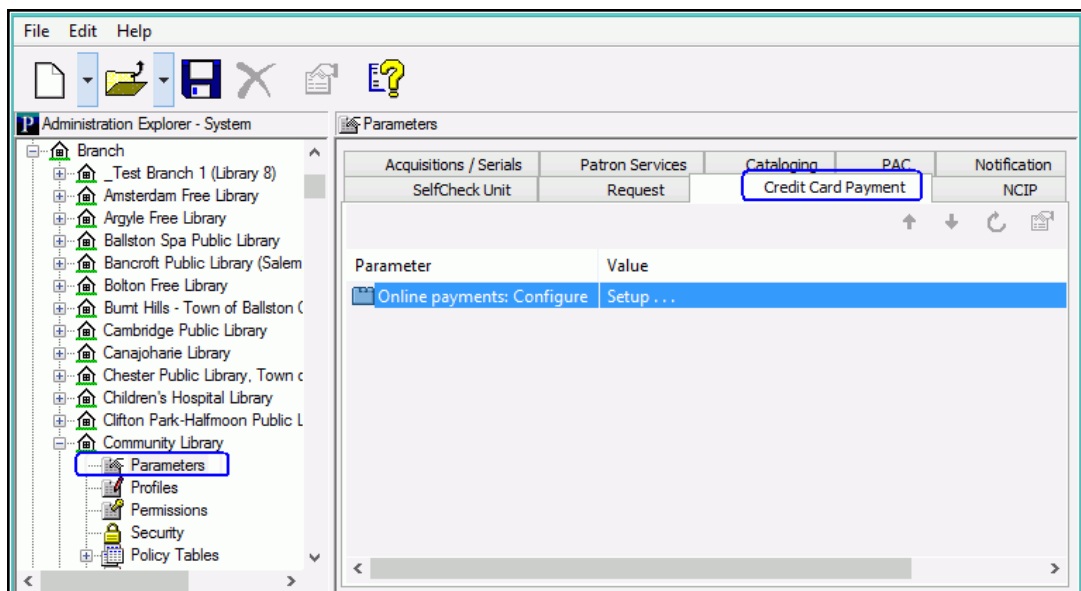 File Edit Help
Administration Explorer - System
Parameters
Branch
_Test Branch 1 (Library 8)
Amsterdam Free Library
Argyle Free Library
Ballston Spa Public Library
Bancroft Public Library (Salem
Bolton Free Library
Burnt Hills - Town of Ballston (
Cambridge Public Library
Canajoharie Library
Chester Public Library, Town o
Children's Hospital Library
Clifton Park-Halfmoon Public L
Community Library
Parameters
Profiles
Permissions
Security
Policy Tables
Acquisitions / Serials Patron Services Cataloging PAC Notification
SelfCheck Unit Request Credit Card Payment NCIP
Parameter Value
Online payments: Configure Setup . . .